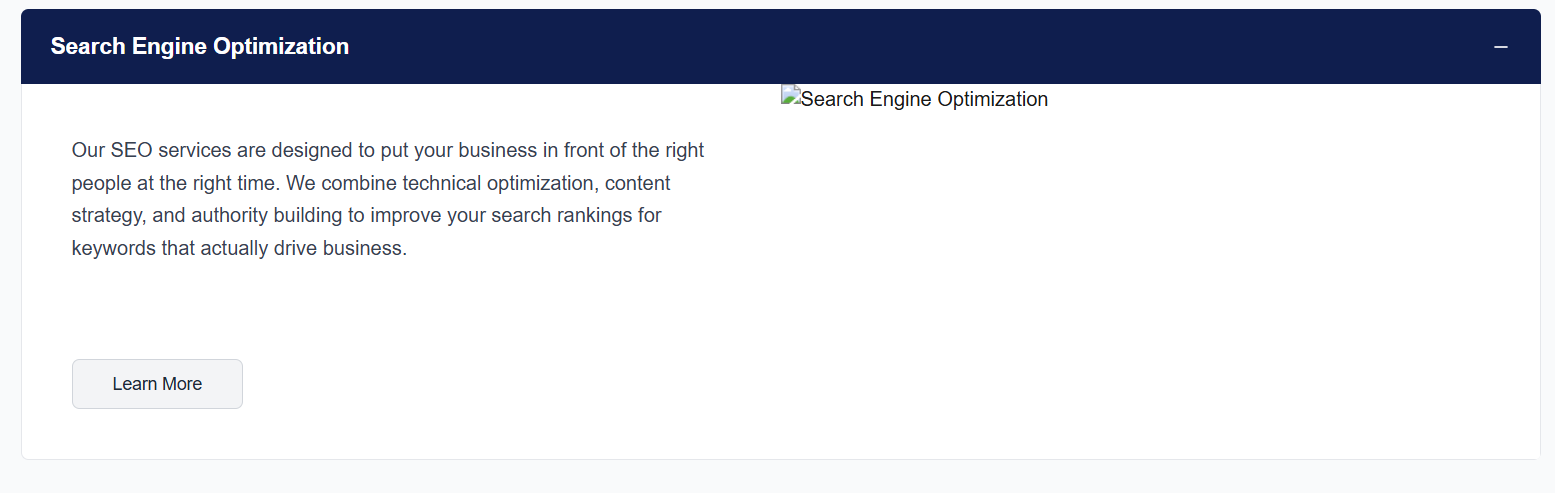 Search Engine Optimization
Search Engine Optimization
Our SEO services are designed to put your business in front of the right
people at the right time. We combine technical optimization, content
strategy, and authority building to improve your search rankings for
keywords that actually drive business.
Learn More